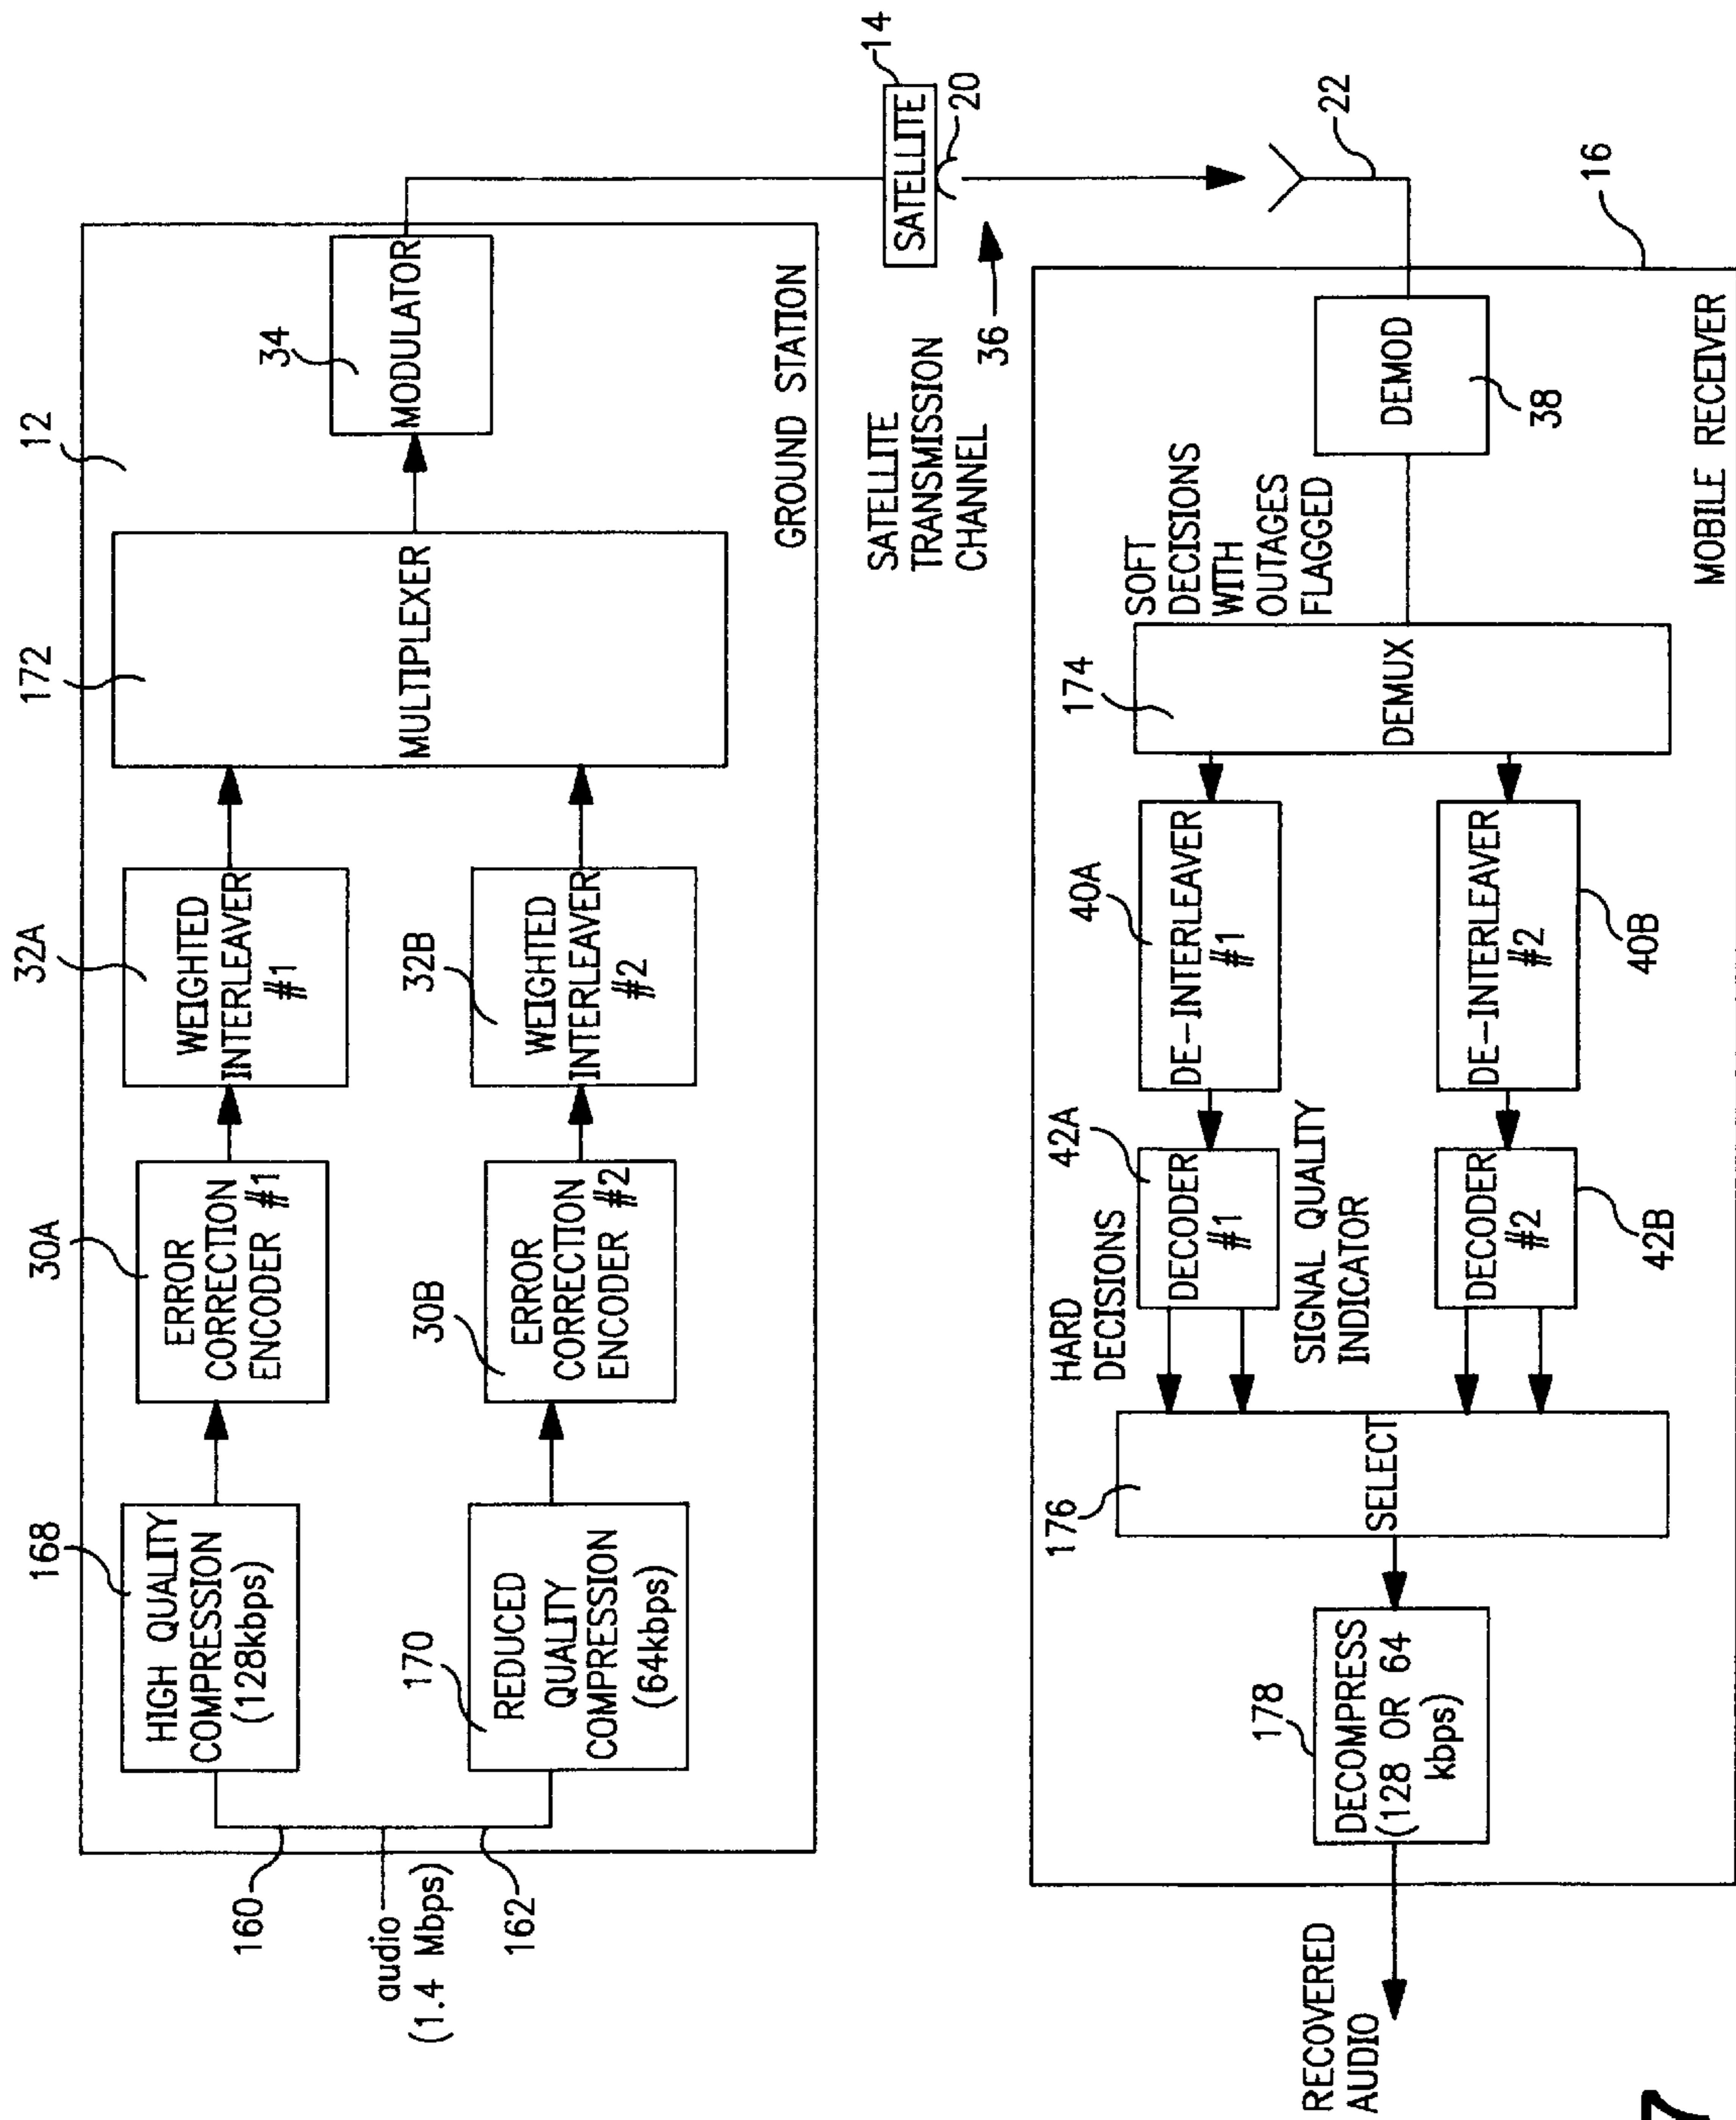 12
168
HIGH QUALITY
COMPRESSION
(128kbps)
30A
ERROR
CORRECTION
ENCODER #1
32A
WEIGHTED
INTERLEAVER
#1
172
MULTIPLEXER
34
MODULATOR
160
audio
(1.4 Mbps)
162
170
REDUCED
QUALITY
COMPRESSION
(64kbps)
30B
ERROR
CORRECTION
ENCODER #2
32B
WEIGHTED
INTERLEAVER
#2
GROUND STATION
SATELLITE
14
20
SATELLITE
TRANSMISSION
CHANNEL
36
22
16
RECOVERED
AUDIO
178
DECOMPRESS
(128 OR 64
kbps)
176
SELECT
HARD
DECISIONS
42A
DECODER
#1
SIGNAL QUALITY
INDICATOR
DECODER
#2
42B
40A
DE-INTERLEAVER
#1
DE-INTERLEAVER
#2
40B
174
DEMUX
SOFT
DECISIONS
WITH
OUTAGES
FLAGGED
DEMOD
38
MOBILE RECEIVER
7